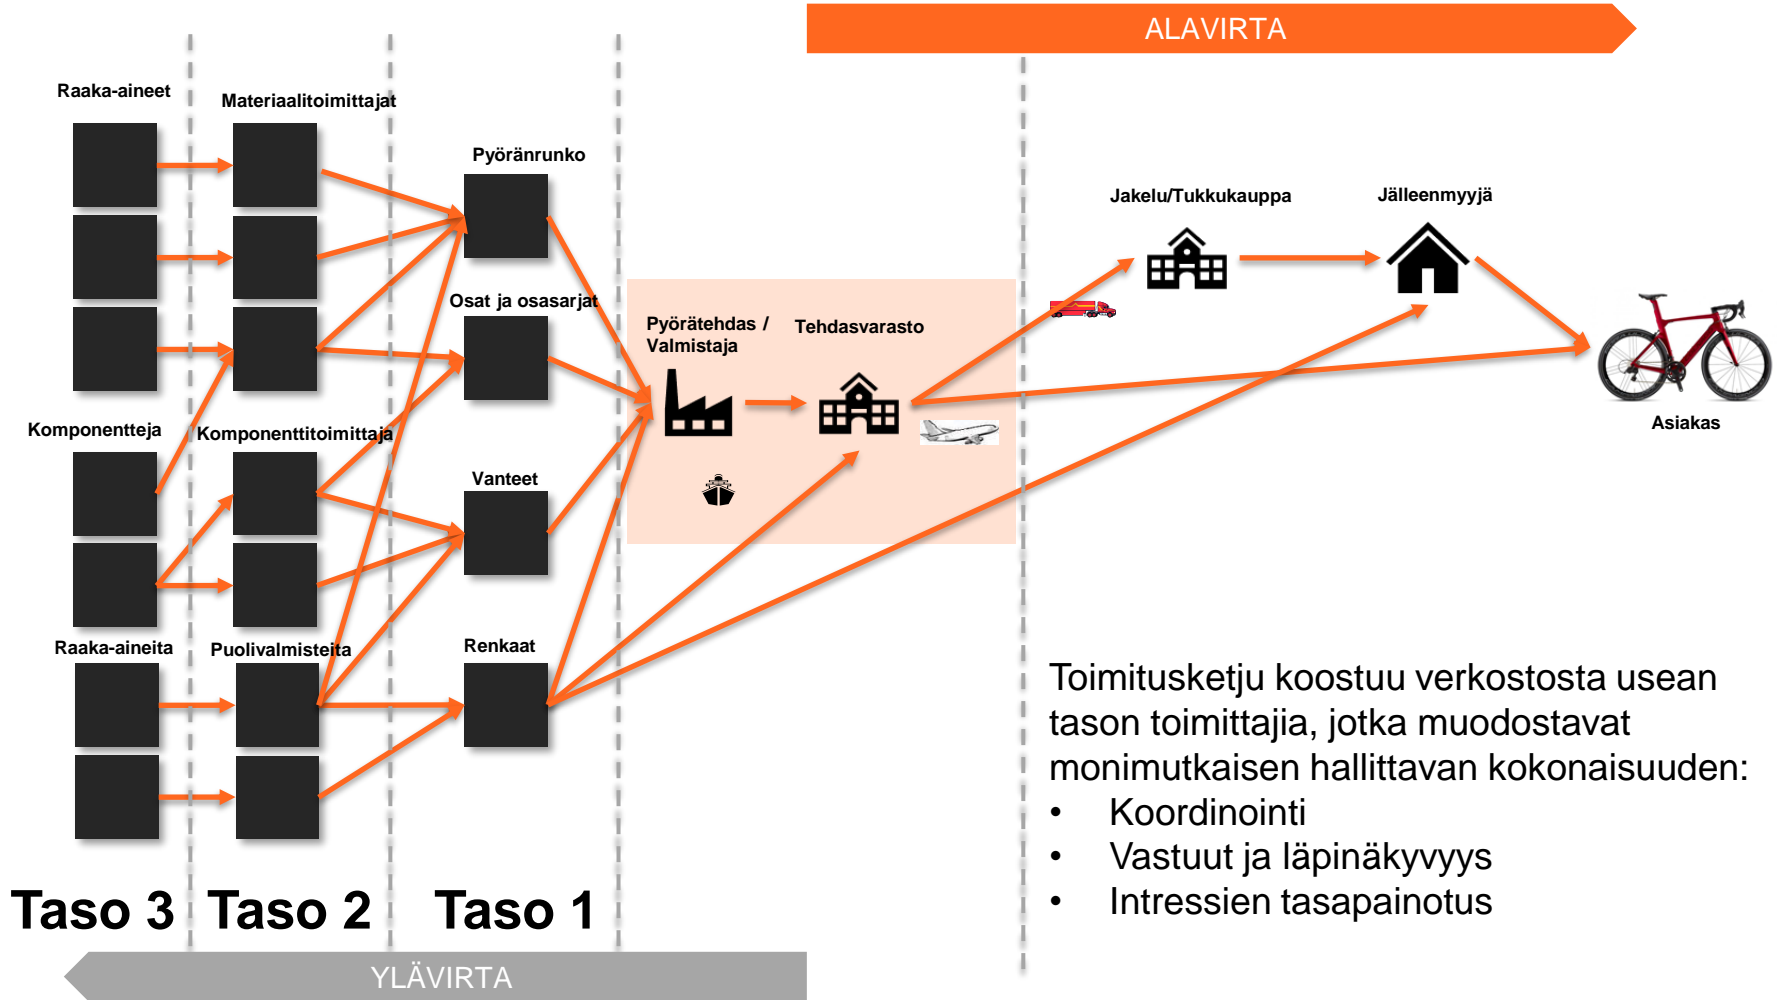 ALAVIRTA
Raaka-aineet
Materiaalitoimittajat
Pyöränrunko
Jakelu/Tukkukauppa
Jälleenmyyjä
Osat ja osasarjat
Pyörätehdas /
Valmistaja
Tehdasvarasto
Asiakas
Komponentteja
Komponenttitoimittaja
Vanteet
Raaka-aineita
Puolivalmisteita
Renkaat
Toimitusketju koostuu verkostosta usean
tason toimittajia, jotka muodostavat
monimutkaisen hallittavan kokonaisuuden:
• Koordinointi
• Vastuut ja läpinäkyvyys
• Intressien tasapainotus
Taso 3
Taso 2
Taso 1
YLÄVIRTA